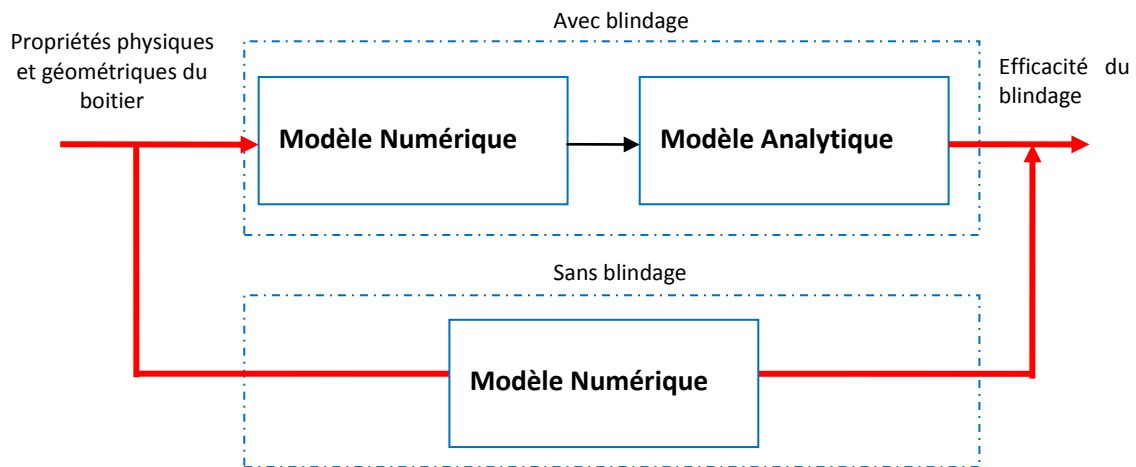 Avec blindage
Propriétés physiques
et géométriques du
boitier
Efficacité du
blindage
Modèle Numérique
Modèle Analytique
Sans blindage
Modèle Numérique